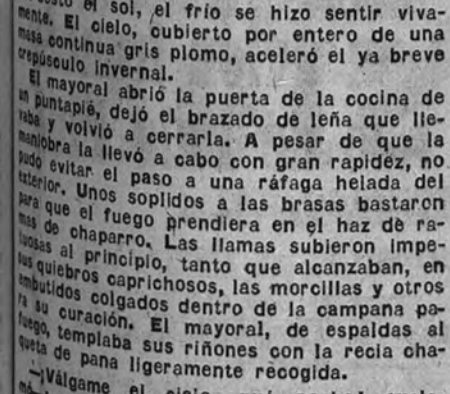 el sol, el frío se hizo sentir viva-
mente. El cielo, cubierto por entero de una
masa continua gris plomo, aceleró el ya breve
crepúsculo invernal.
El mayoral abrió la puerta de la cocina de
un puntapié, dejó el brazado de leña que lle-
vaba y volvió a cerrarla. A pesar de que la
maniobra la llevó a cabo con gran rapidez, no
pudo evitar el paso a una ráfaga helada del
exterior. Unos soplidos a las brasas bastaron
para que el fuego prendiera en el haz de ra-
mas de chaparro. Las llamas subieron impe-
tuosas al principio, tanto que alcanzaban, en
sus quiebros caprichosos, las morcillas y otros
embutidos colgados dentro de la campana pa-
ra su curación. El mayoral, de espaldas al
fuego, templaba sus riñones con la recia cha-
queta de pana ligeramente recogida.
—¡Válgame el